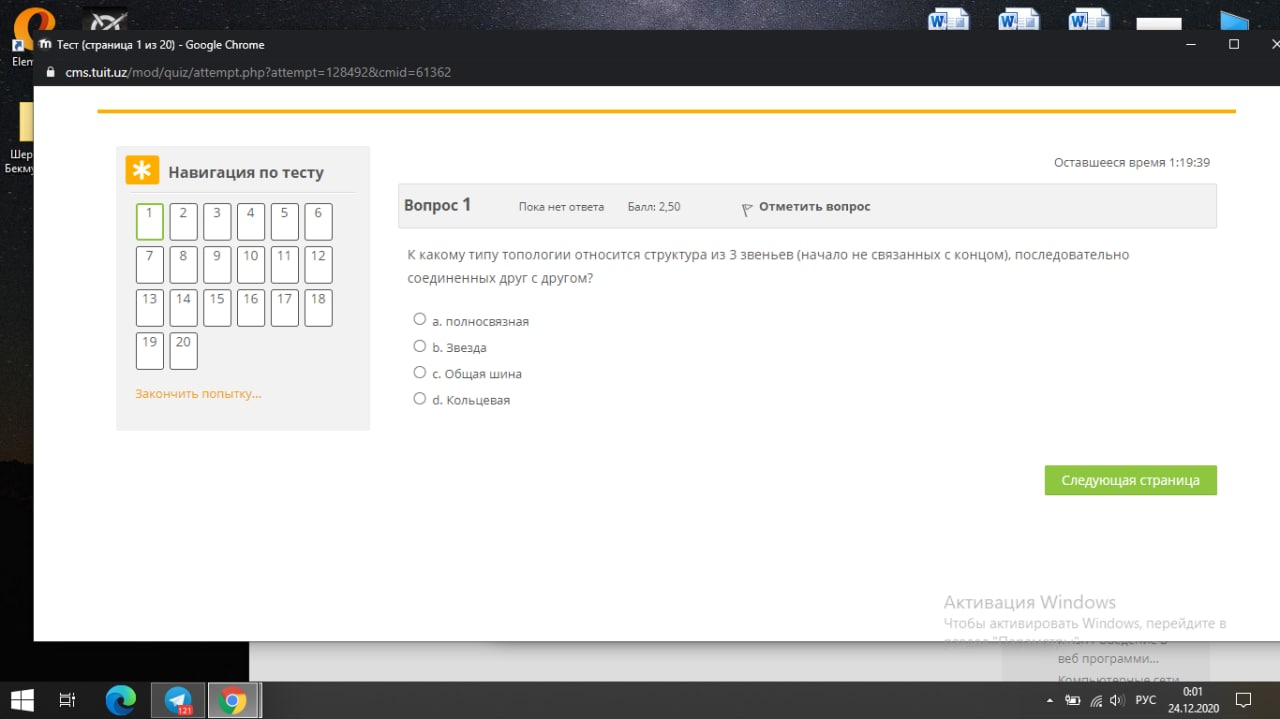 Тест (страница 1 из 20) - Google Chrome
cms.tuit.uz/mod/quiz/attempt.php?attempt=128492&cmid=61362
Навигация по тесту
1 2 3 4 5 6
7 8 9 10 11 12
13 14 15 16 17 18
19 20
Закончить попытку...
Оставшееся время 1:19:39
Вопрос 1 Пока нет ответа Балл: 2,50 Отметить вопрос
К какому типу топологии относится структура из 3 звеньев (начало не связанных с концом), последовательно
соединенных друг с другом?
a. полносвязная
b. Звезда
c. Общая шина
d. Кольцевая
Следующая страница
Активация Windows
Чтобы активировать Windows, перейдите в
веб программи...
Компьютерные сети
121
РУС
0:01
24.12.2020